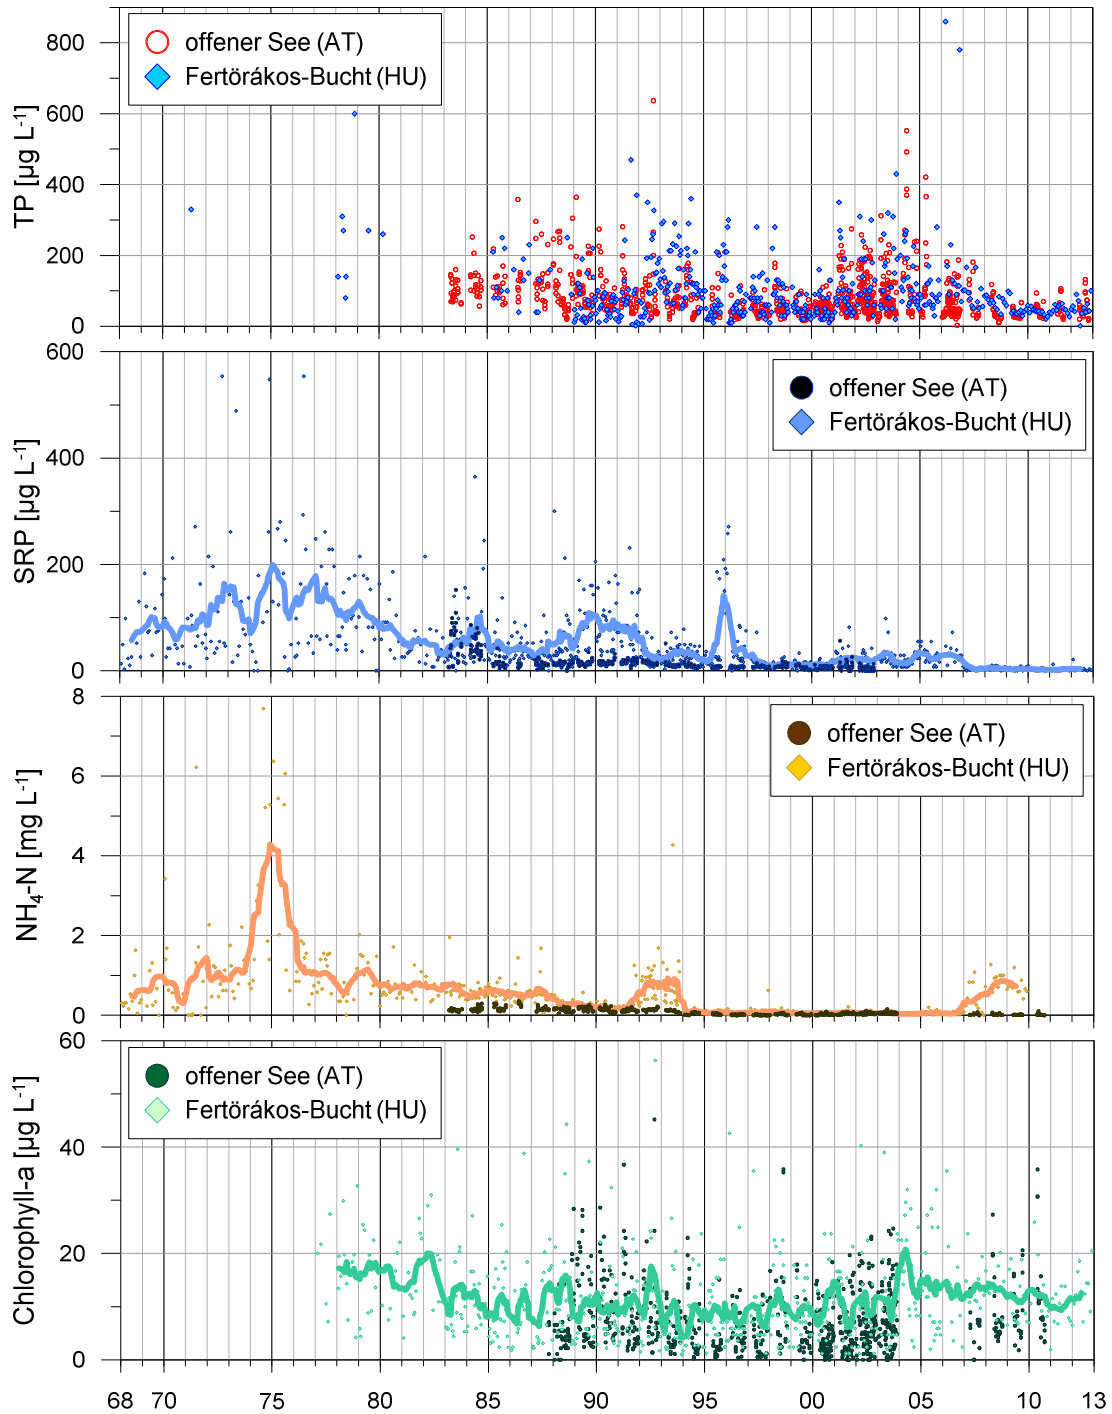 offener See (AT)
Fertörákos-Bucht (HU)
TP [µg L-1]
800
600
400
200
0
offener See (AT)
Fertörákos-Bucht (HU)
SRP [µg L-1]
600
400
200
0
offener See (AT)
Fertörákos-Bucht (HU)
NH4-N [mg L-1]
8
6
4
2
0
offener See (AT)
Fertörákos-Bucht (HU)
Chlorophyll-a [µg L-1]
60
40
20
0
68 70 75 80 85 90 95 00 05 10 13